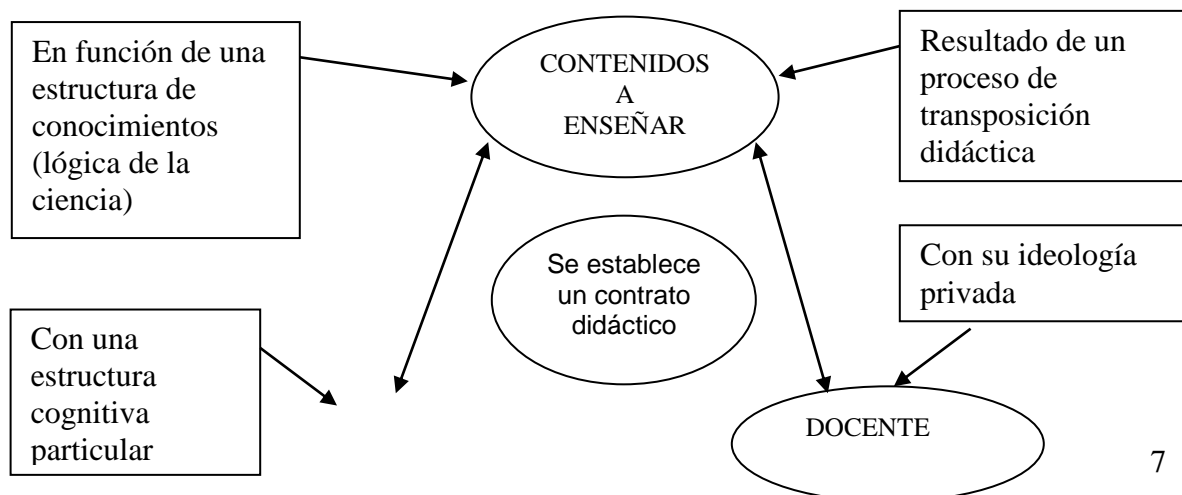 En función de una
estructura de
conocimientos
(lógica de la
ciencia)
CONTENIDOS
A
ENSEÑAR
Resultado de un
proceso de
transposición
didáctica
Se establece
un contrato
didáctico
Con su ideología
privada
Con una
estructura
cognitiva
particular
DOCENTE
7